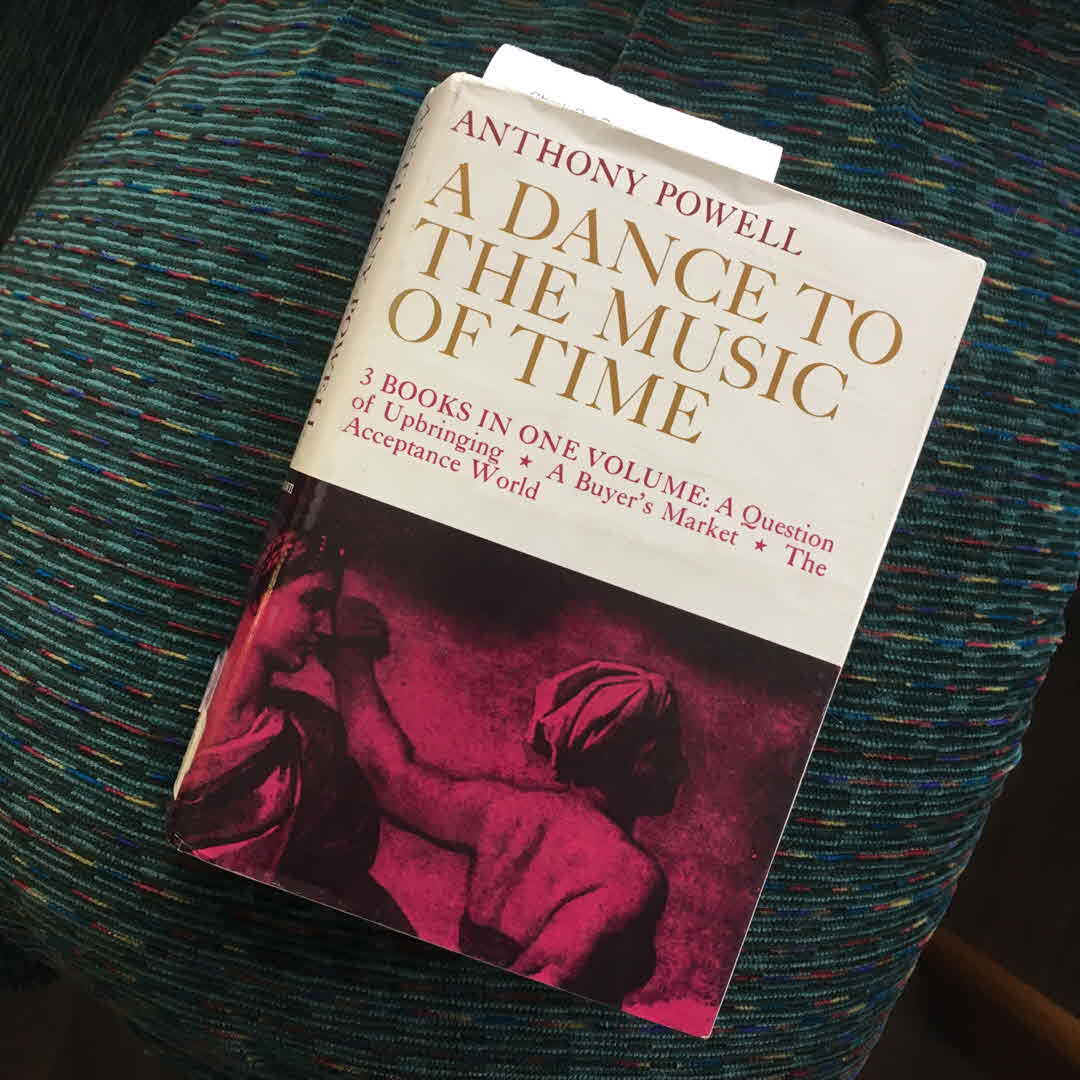 ANTHONY POWELL
A DANCE TO
THE MUSIC
OF TIME
3 BOOKS IN ONE VOLUME: A Question
of Upbringing ★ A Buyer's Market ★ The
Acceptance World